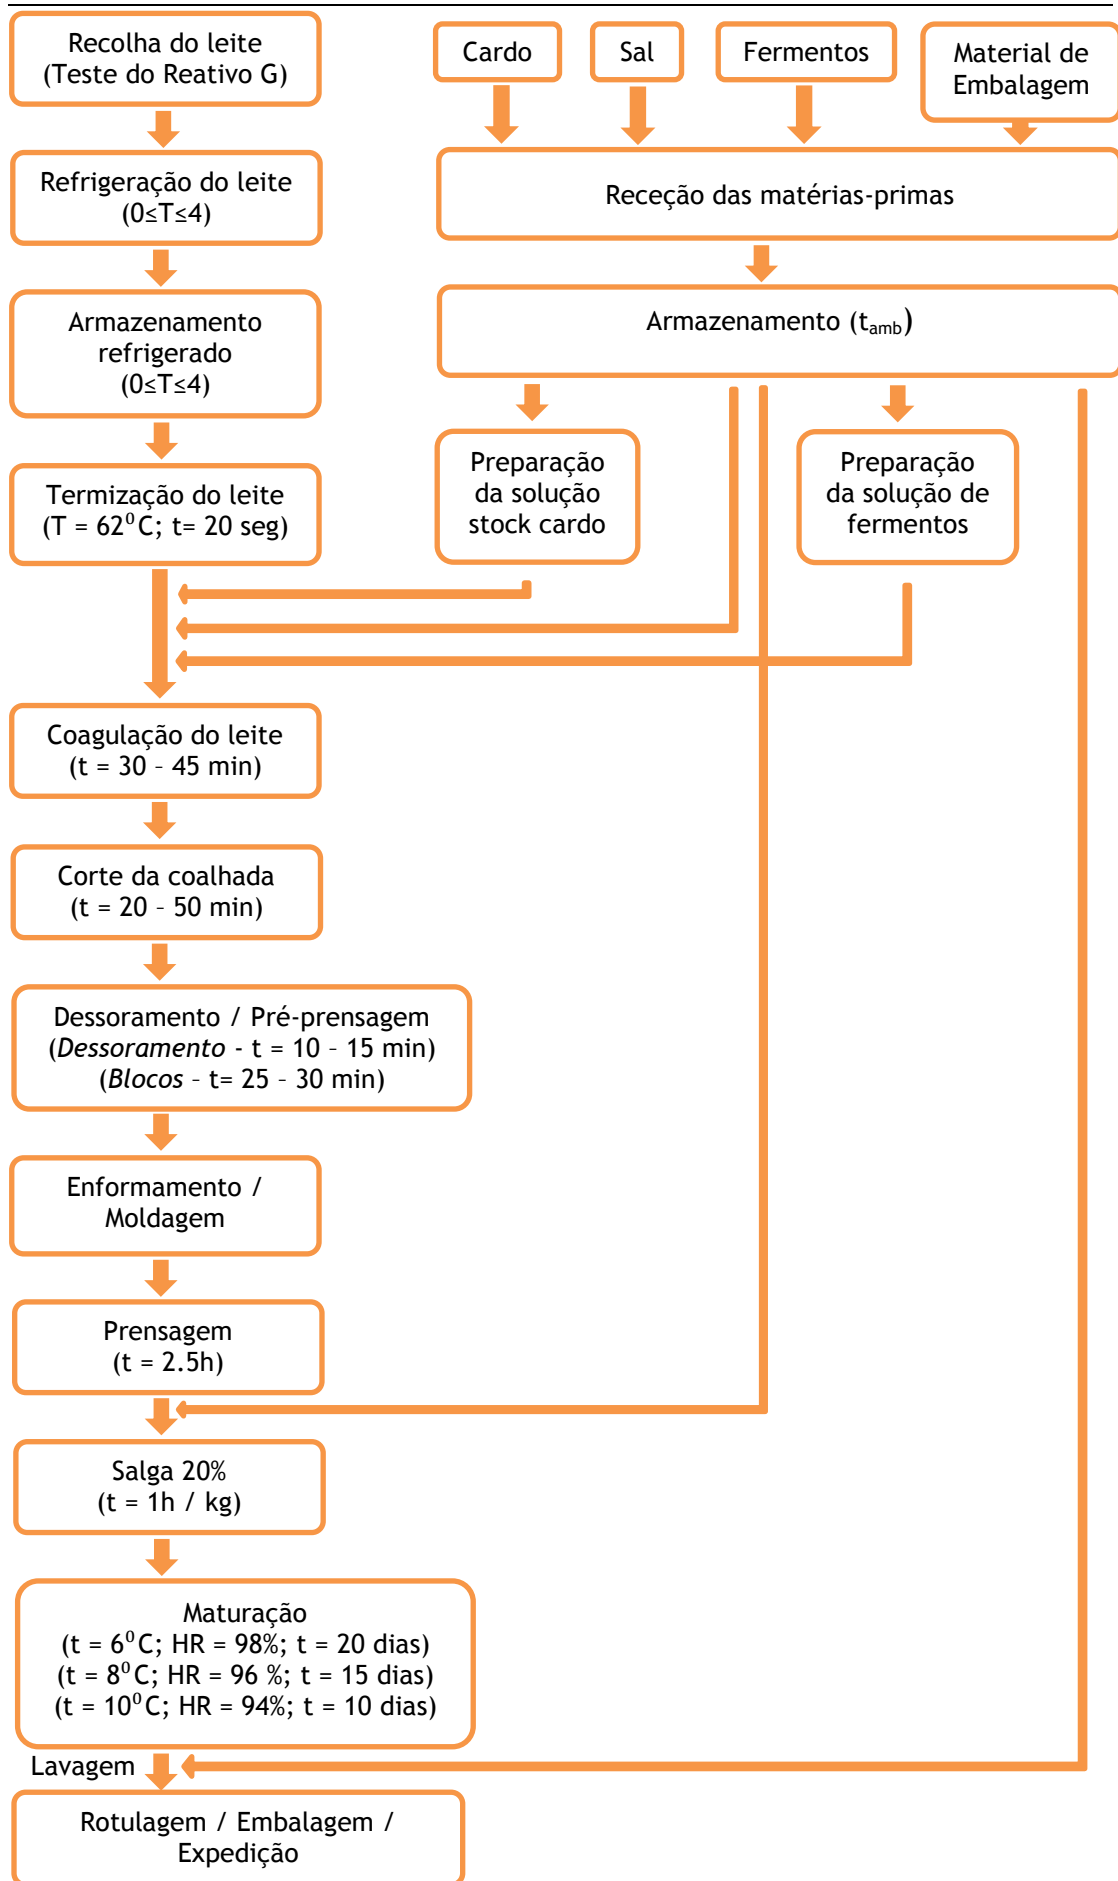 Recolha do leite
(Teste do Reativo G)
Cardo
Sal
Fermentos
Material de
Embalagem
Refrigeração do leite
(0≤T≤4)
Receção das matérias-primas
Armazenamento
refrigerado
(0≤T≤4)
Armazenamento (tamb)
Termização do leite
(T = 62⁰C; t= 20 seg)
Preparação
da solução
stock cardo
Preparação
da solução de
fermentos
Coagulação do leite
(t = 30 – 45 min)
Corte da coalhada
(t = 20 – 50 min)
Dessoramento / Pré-prensagem
(Dessoramento - t = 10 – 15 min)
(Blocos – t= 25 – 30 min)
Enformamento /
Moldagem
Prensagem
(t = 2.5h)
Salga 20%
(t = 1h / kg)
Maturação
(t = 6⁰C; HR = 98%; t = 20 dias)
(t = 8⁰C; HR = 96 %; t = 15 dias)
(t = 10⁰C; HR = 94%; t = 10 dias)
Lavagem
Rotulagem / Embalagem /
Expedição